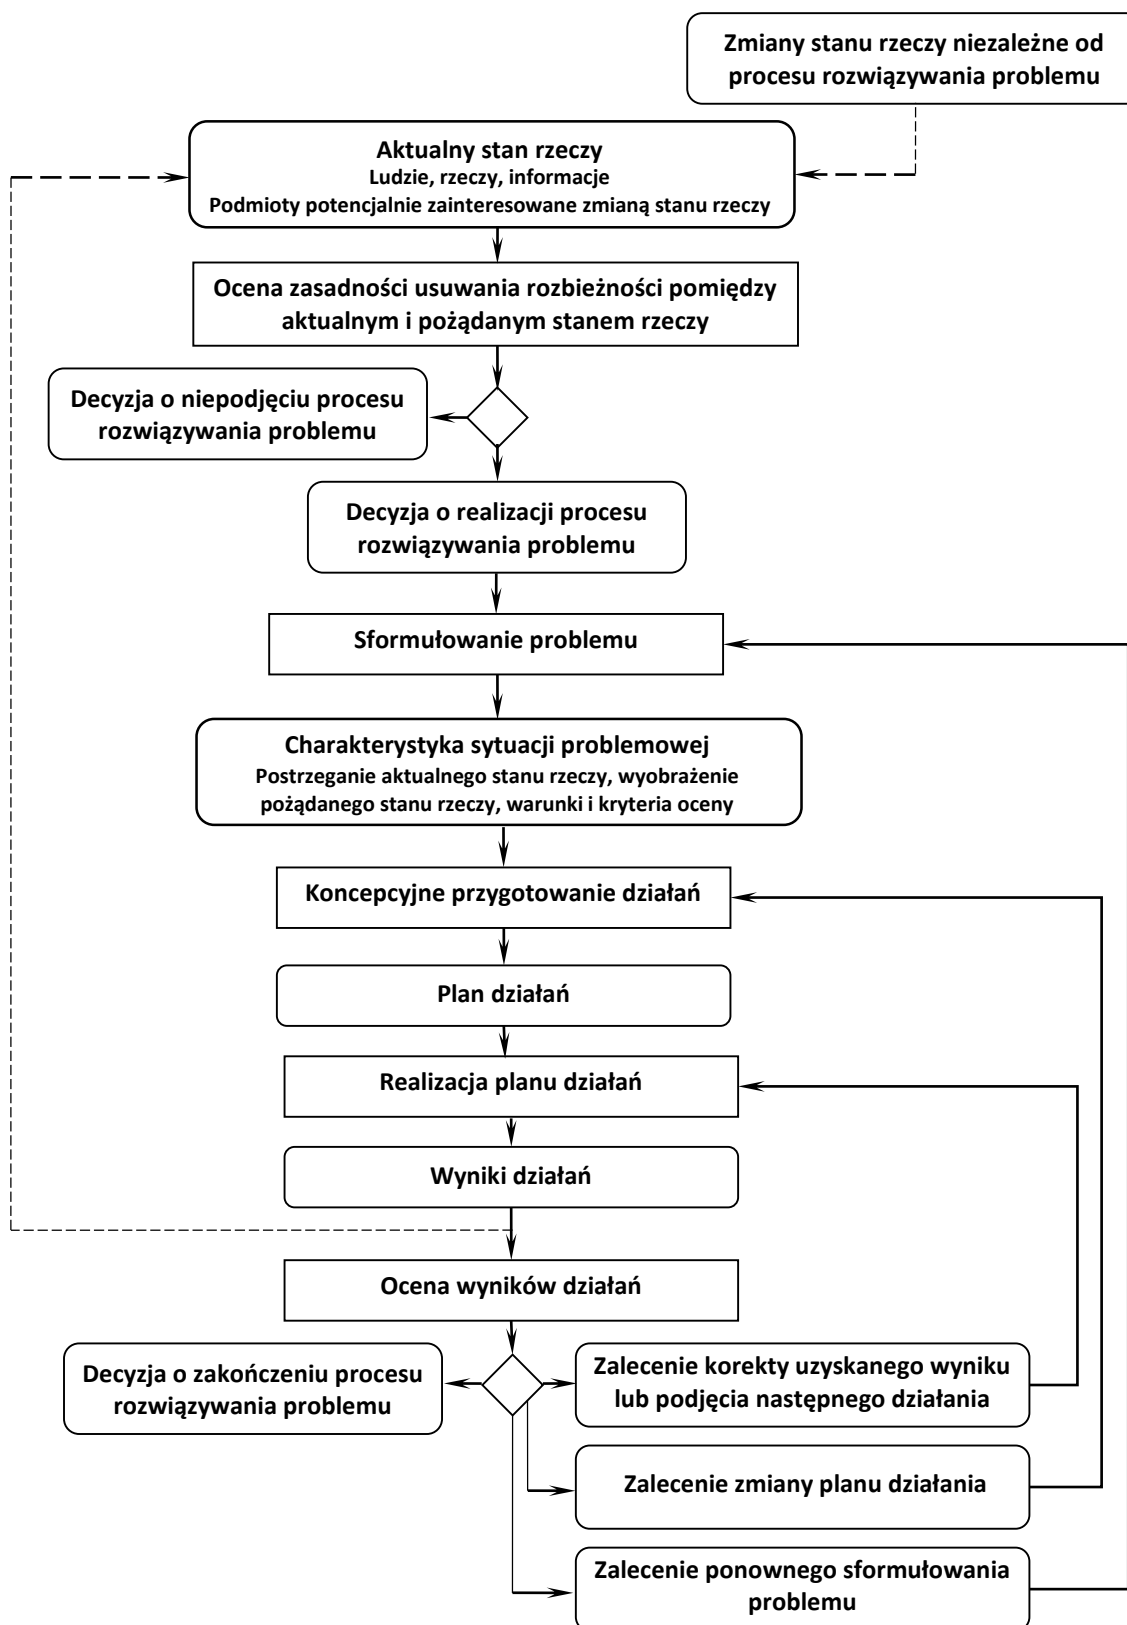 Zmiany stanu rzeczy niezależne od
procesu rozwiązywania problemu
Aktualny stan rzeczy
Ludzie, rzeczy, informacje
Podmioty potencjalnie zainteresowane zmianą stanu rzeczy
Ocena zasadności usuwania rozbieżności pomiędzy
aktualnym i pożądanym stanem rzeczy
Decyzja o niepodjęciu procesu
rozwiązywania problemu
Decyzja o realizacji procesu
rozwiązywania problemu
Sformułowanie problemu
Charakterystyka sytuacji problemowej
Postrzeganie aktualnego stanu rzeczy, wyobrażenie
pożądanego stanu rzeczy, warunki i kryteria oceny
Koncepcyjne przygotowanie działań
Plan działań
Realizacja planu działań
Wyniki działań
Ocena wyników działań
Decyzja o zakończeniu procesu
rozwiązywania problemu
Zalecenie korekty uzyskanego wyniku
lub podjęcia następnego działania
Zalecenie zmiany planu działania
Zalecenie ponownego sformułowania
problemu